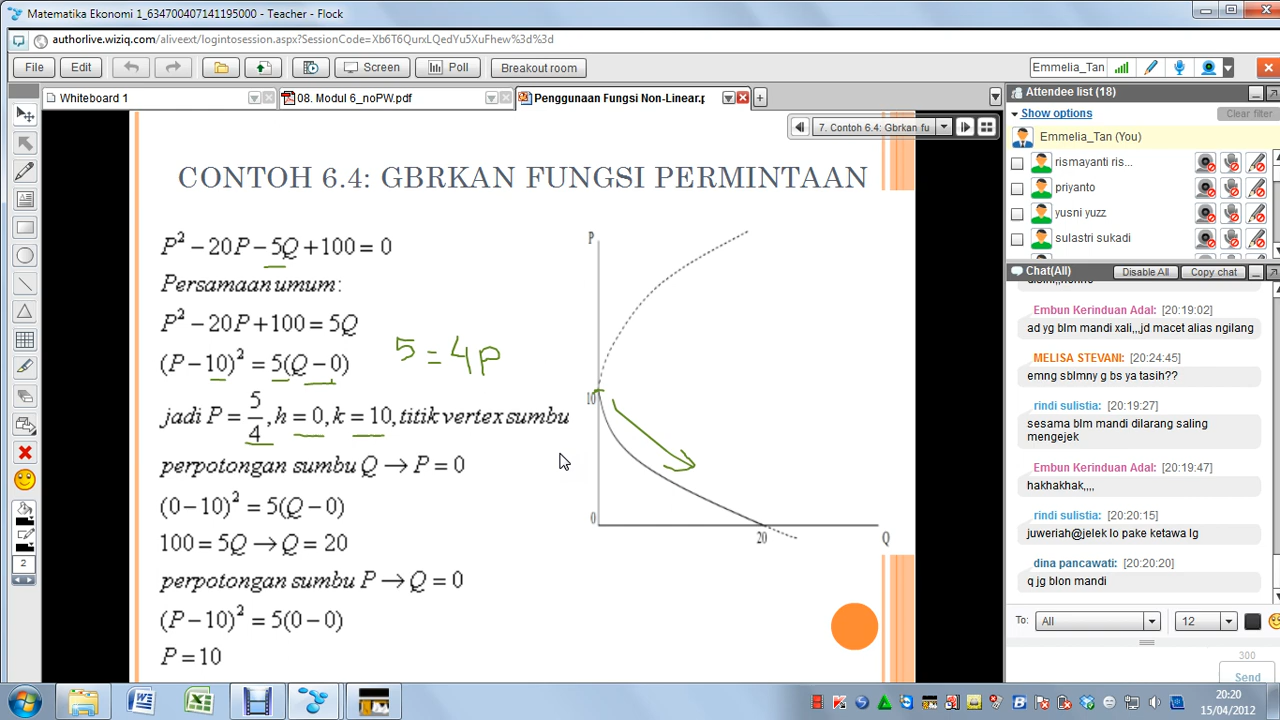 Matematika Ekonomi 1_634700407141195000 - Teacher - Flock
authorlive.wiziq.com/aliveext/logintosession.aspx?SessionCode=Xb6T6QurxLQedYu5XuFhew%3d%3d
File Edit Screen Poll Breakout room Emmelia_Tan
Whiteboard 1 08. Modul 6_noPW.pdf Penggunaan Fungsi Non-Linear.p
7. Contoh 6.4: Gbrkan fu
CONTOH 6.4: GBRKAN FUNGSI PERMINTAAN
P² − 20P − 5Q + 100 = 0
Persamaan umum :
P² − 20P + 100 = 5Q
(P − 10)² = 5(Q − 0)
5 = 4P
jadi P = 5/4, h = 0, k = 10, titik vertex sumbu
perpotongan sumbu Q → P = 0
(0 − 10)² = 5(Q − 0)
100 = 5Q → Q = 20
perpotongan sumbu P → Q = 0
(P − 10)² = 5(0 − 0)
P = 10
P
10
0
20
Q
2
Attendee list (18)
Show options Clear filter
Emmelia_Tan (You)
rismayanti ris...
priyanto
yusni yuzz
sulastri sukadi
Chat(All) Disable All Copy chat
Embun Kerinduan Adal: [20:19:02]
ad yg blm mandi xali,,,jd macet alias ngilang
MELISA STEVANI: [20:24:45]
emng sblmny g bs ya tasih??
rindi sulistia: [20:19:27]
sesama blm mandi dilarang saling
mengejek
Embun Kerinduan Adal: [20:19:47]
hakhakhak,,,,
rindi sulistia: [20:20:15]
juweriah@jelek lo pake ketawa lg
dina pancawati: [20:20:20]
q jg blon mandi
To: All 12
300
Send
20:20
15/04/2012